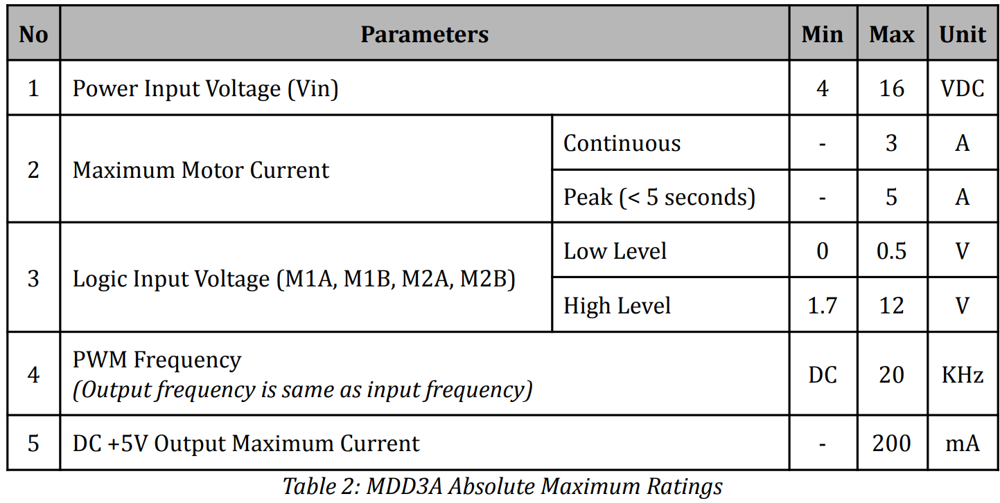 No Parameters Min Max Unit
1 Power Input Voltage (Vin) 4 16 VDC
2 Maximum Motor Current Continuous - 3 A
Peak (< 5 seconds) - 5 A
3 Logic Input Voltage (M1A, M1B, M2A, M2B) Low Level 0 0.5 V
High Level 1.7 12 V
4 PWM Frequency DC 20 KHz
(Output frequency is same as input frequency)
5 DC +5V Output Maximum Current - 200 mA
Table 2: MDD3A Absolute Maximum Ratings